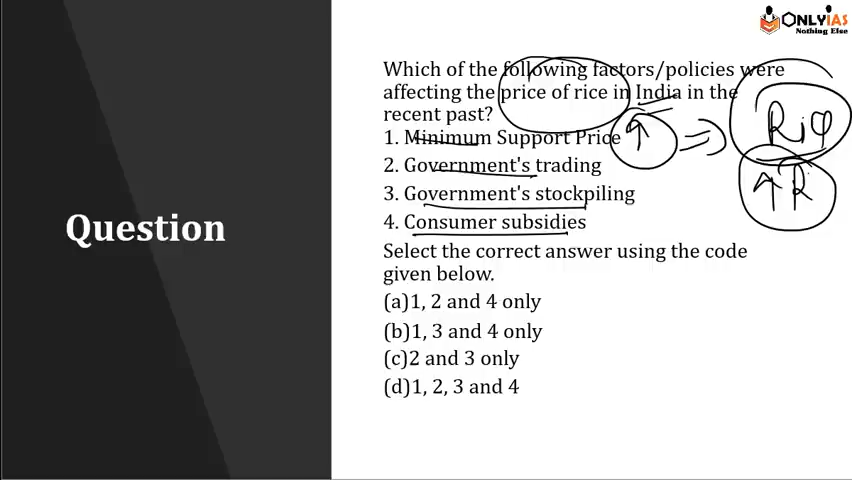 ONLYIAS
Nothing Else
Which of the following factors/policies were
affecting the price of rice in India in the
recent past?
1. Minimum Support Price
2. Government's trading
3. Government's stockpiling
4. Consumer subsidies
Select the correct answer using the code
given below.
(a)1, 2 and 4 only
(b)1, 3 and 4 only
(c)2 and 3 only
(d)1, 2, 3 and 4
Question